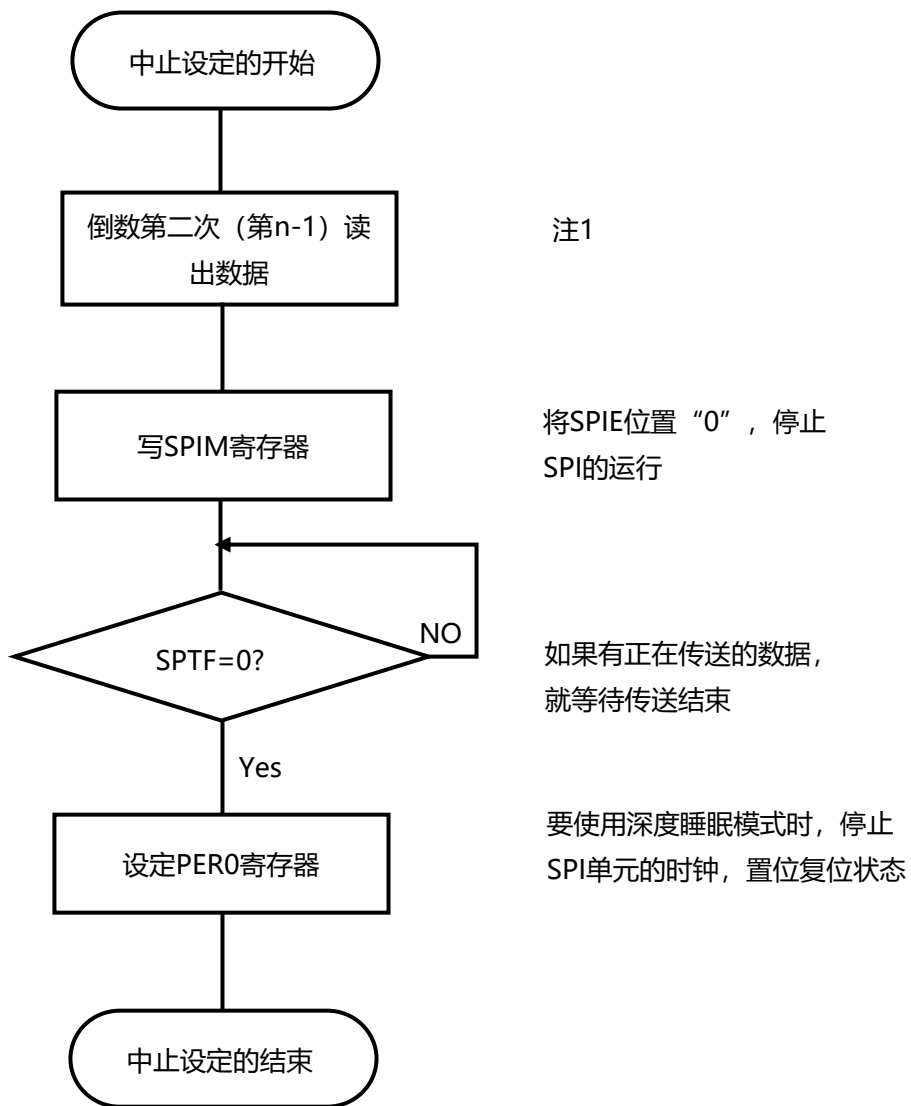 中止设定的开始
倒数第二次（第n-1）读
出数据
注1
写SPIM寄存器
将SPIE位置“0”，停止
SPI的运行
NO
SPTF=0?
如果有正在传送的数据，
就等待传送结束
Yes
设定PER0寄存器
要使用深度睡眠模式时，停止
SPI单元的时钟，置位复位状态
中止设定的结束